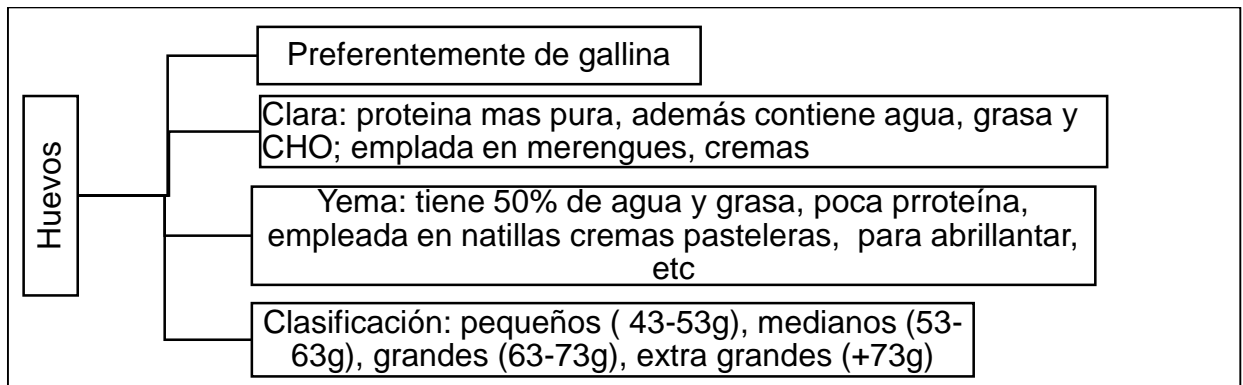 Huevos
Preferentemente de gallina
Clara: proteina mas pura, además contiene agua, grasa y
CHO; emplada en merengues, cremas
Yema: tiene 50% de agua y grasa, poca prroteína,
empleada en natillas cremas pasteleras, para abrillantar,
etc
Clasificación: pequeños ( 43-53g), medianos (53-
63g), grandes (63-73g), extra grandes (+73g)